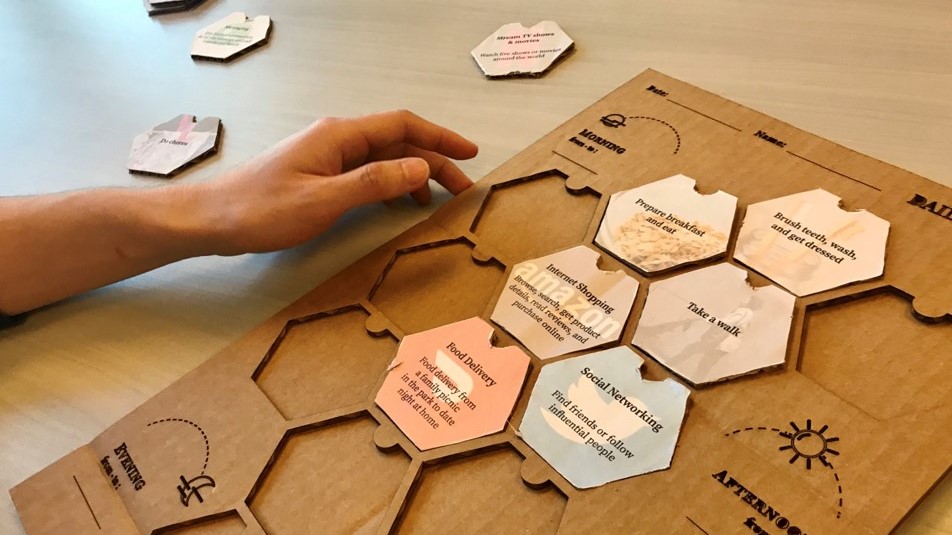 Stream TV shows
& movies
Watch live shows or movies
around the world
Do chores
Date:
Name:
MORNING
from - to :
Prepare breakfast
and eat
Brush teeth, wash,
and get dressed
Internet Shopping
Browse, search, get product
details, read reviews, and
purchase online
amazon
Take a walk
Food Delivery
Food delivery from
a family picnic
in the park to date
night at home
Social Networking
Find friends or follow
influential people
EVENING
from - to :